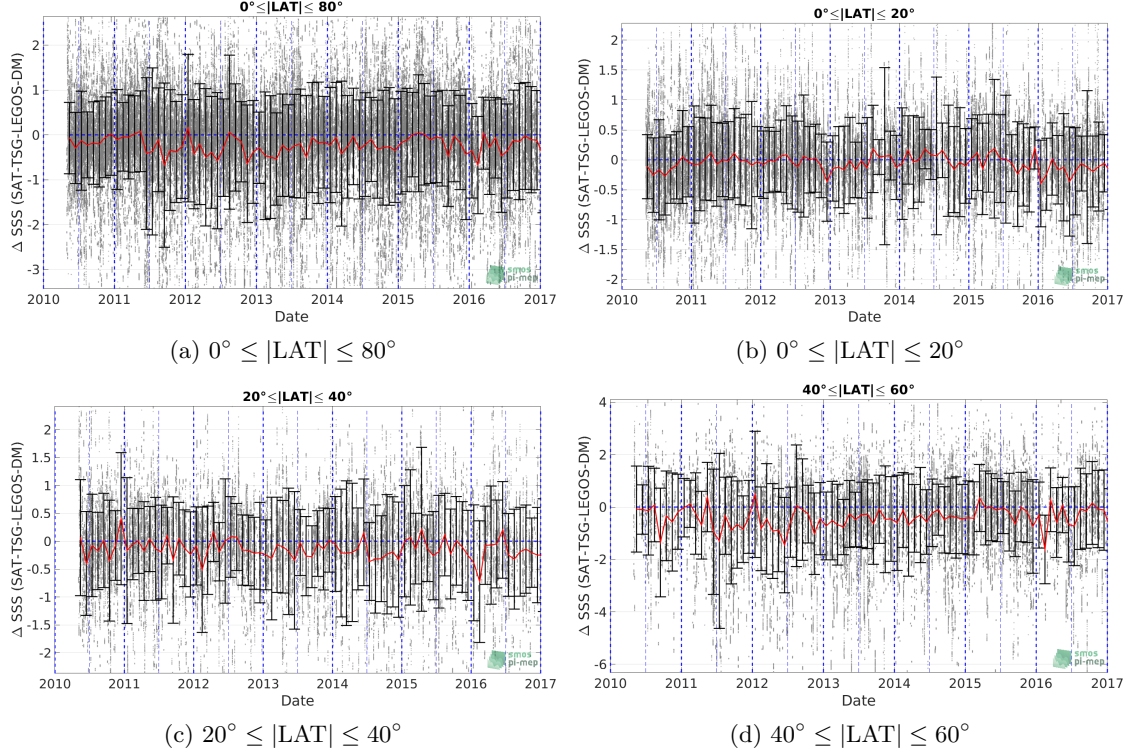 0°≤|LAT|≤ 80°
Δ SSS (SAT-TSG-LEGOS-DM)
2
1
0
-1
-2
-3
2010 2011 2012 2013 2014 2015 2016 2017
Date
smos
pi-mep
(a) 0° ≤ |LAT| ≤ 80°
0°≤|LAT|≤ 20°
Δ SSS (SAT-TSG-LEGOS-DM)
2
1.5
1
0.5
0
-0.5
-1
-1.5
-2
2010 2011 2012 2013 2014 2015 2016 2017
Date
smos
pi-mep
(b) 0° ≤ |LAT| ≤ 20°
20°≤|LAT|≤ 40°
Δ SSS (SAT-TSG-LEGOS-DM)
2
1.5
1
0.5
0
-0.5
-1
-1.5
-2
2010 2011 2012 2013 2014 2015 2016 2017
Date
smos
pi-mep
(c) 20° ≤ |LAT| ≤ 40°
40°≤|LAT|≤ 60°
Δ SSS (SAT-TSG-LEGOS-DM)
4
2
0
-2
-4
-6
2010 2011 2012 2013 2014 2015 2016 2017
Date
smos
pi-mep
(d) 40° ≤ |LAT| ≤ 60°